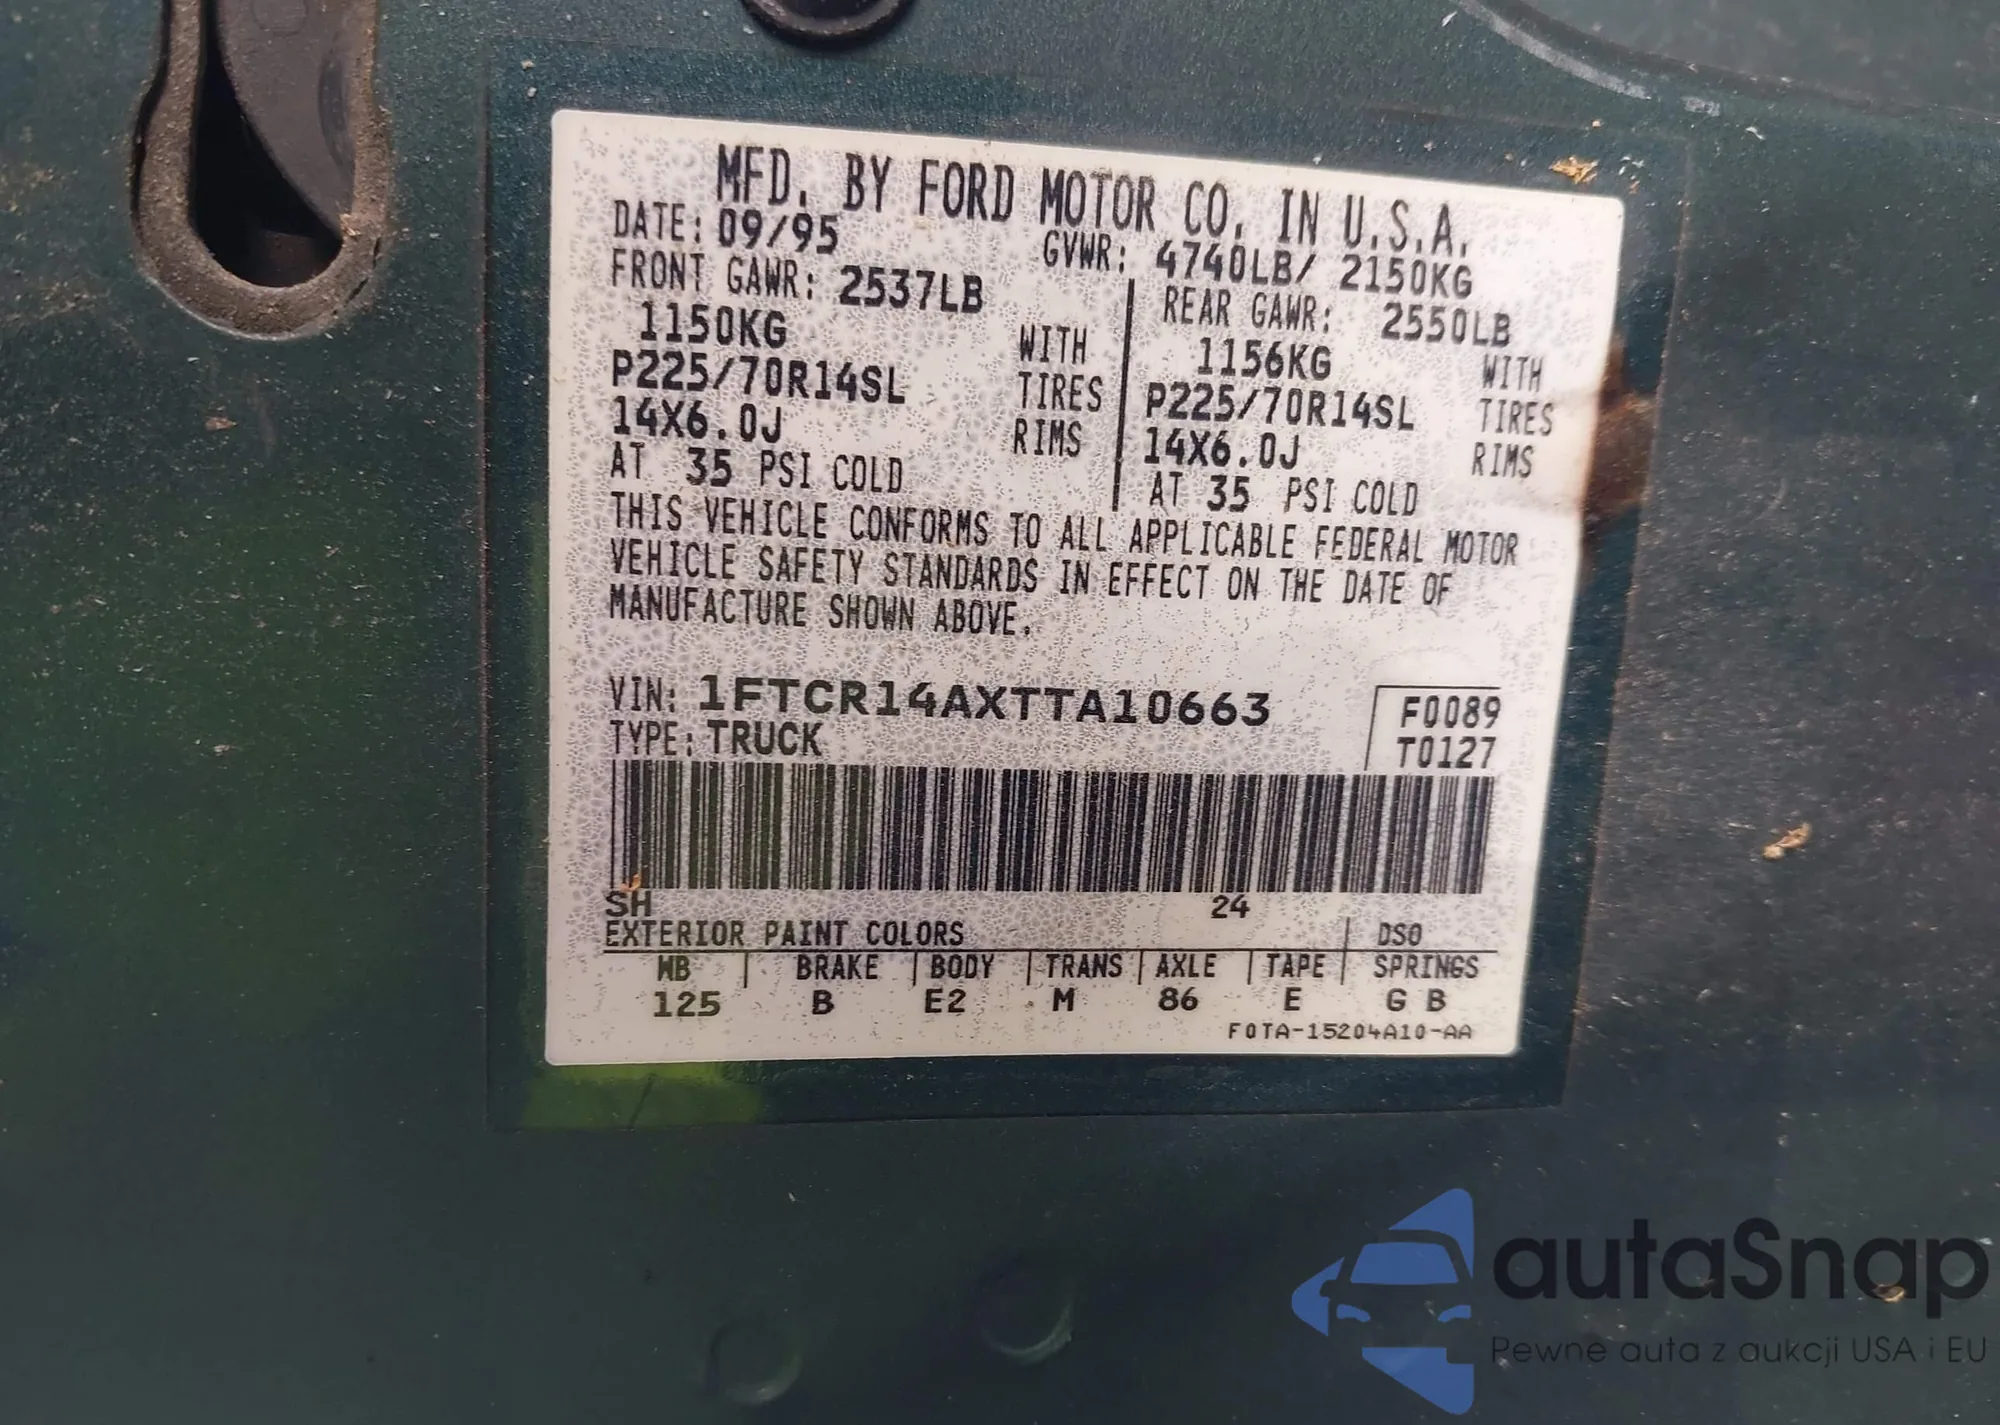 MFD. BY FORD MOTOR CO. IN U.S.A.
DATE: 09/95 GVWR: 4740LB/ 2150KG
FRONT GAWR: 2537LB REAR GAWR: 2550LB
1150KG WITH 1156KG WITH
P225/70R14SL TIRES P225/70R14SL TIRES
14X6.0J RIMS 14X6.0J RIMS
AT 35 PSI COLD AT 35 PSI COLD
THIS VEHICLE CONFORMS TO ALL APPLICABLE FEDERAL MOTOR
VEHICLE SAFETY STANDARDS IN EFFECT ON THE DATE OF
MANUFACTURE SHOWN ABOVE.
VIN: 1FTCR14AXTTA10663 F0089
TYPE: TRUCK T0127
SH 24
EXTERIOR PAINT COLORS DSO
WB BRAKE BODY TRANS AXLE TAPE SPRINGS
125 B E2 M 86 E G B
F0TA-15204A10-AA
autaSnap
Pewne auta z aukcji USA i EU